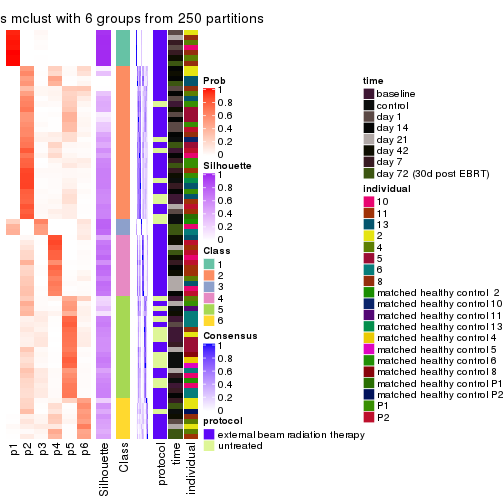 s mclust with 6 groups from 250 partitions
Prob
1
0.8
0.6
0.4
0.2
0
Silhouette
1
0.8
0.6
0.4
0.2
0
Class
1
2
3
4
5
6
Consensus
1
0.8
0.6
0.4
0.2
0
protocol
external beam radiation therapy
untreated
time
baseline
control
day 1
day 14
day 21
day 42
day 7
day 72 (30d post EBRT)
individual
10
11
13
2
4
5
6
8
matched healthy control 2
matched healthy control 10
matched healthy control 11
matched healthy control 13
matched healthy control 4
matched healthy control 5
matched healthy control 6
matched healthy control 8
matched healthy control P1
matched healthy control P2
P1
P2
p1
p2
p3
p4
p5
p6
Silhouette
Class
protocol
time
individual